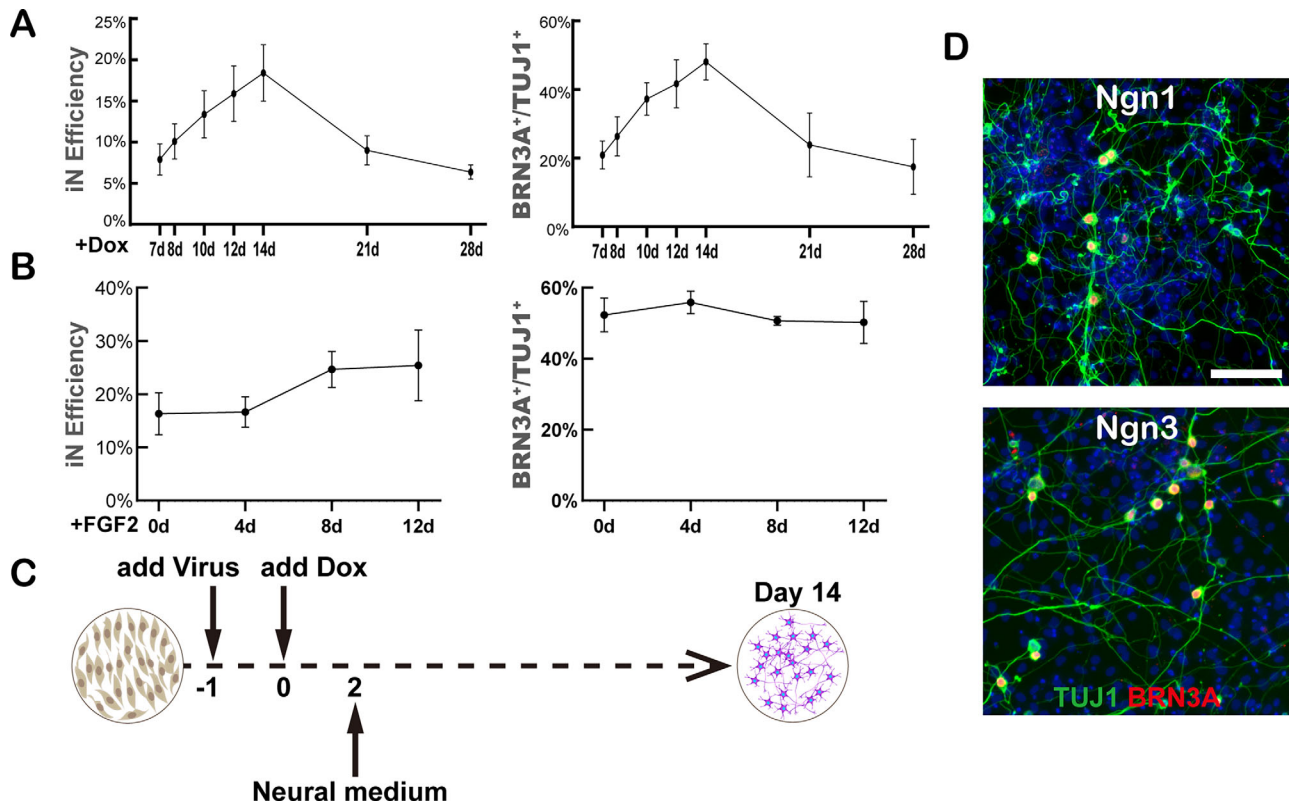 A
iN Efficiency
25%
20%
15%
10%
5%
0%
+Dox
7d 8d 10d 12d 14d 21d 28d
BRN3A+/TUJ1+
60%
40%
20%
0%
7d 8d 10d 12d 14d 21d 28d
B
iN Efficiency
40%
30%
20%
10%
0%
+FGF2
0d 4d 8d 12d
BRN3A+/TUJ1+
60%
40%
20%
0%
0d 4d 8d 12d
C
add Virus add Dox
Day 14
-1 0 2
Neural medium
D
Ngn1
Ngn3
TUJ1 BRN3A